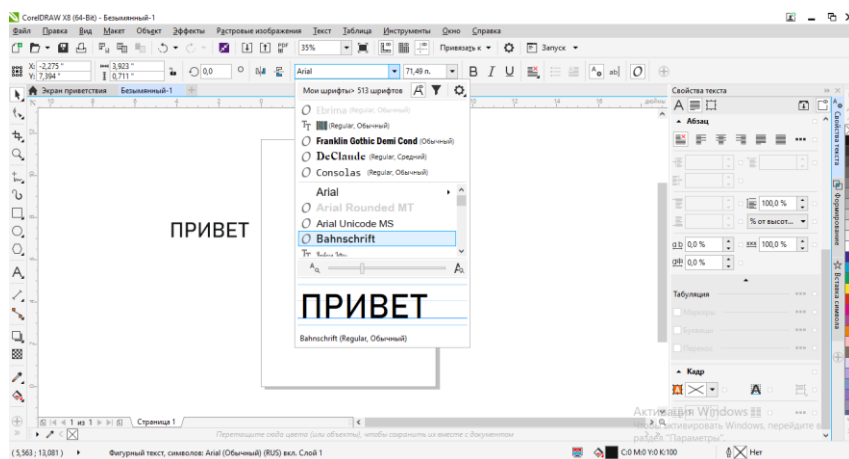 CorelDRAW X8 (64-Bit) - Безымянный-1
Файл Правка Вид Макет Объект Эффекты Растровые изображения Текст Таблица Инструменты Окно Справка
35% Привязать к Запуск
X: -2,275 " 3,923 "
Y: 7,394 " 0,711 "
0,0
Arial
71,49 п.
Экран приветствия Безымянный-1
Мои шрифты> 513 шрифтов
Ebrima (Regular, Обычный)
(Regular, Обычный)
Franklin Gothic Demi Cond (Обычный)
DeClaude (Regular, Средний)
Consolas (Regular, Обычный)
Arial
Arial Rounded MT
Arial Unicode MS
Bahnschrift
ПРИВЕТ
ПРИВЕТ
Bahnschrift (Regular, Обычный)
Свойства текста
Абзац
100,0 %
% от высот...
0,0 % 100,0 %
0,0 %
Табуляция
Маркеры
Буквица
Кадр
Свойства текста
Формирование
Вставка символа
Активация Windows
Чтобы активировать Windows, перейдите в
раздел "Параметры".
1 из 1 Страница 1
Перетащите сюда цвета (или объекты), чтобы сохранить их вместе с документом
( 5,563 ; 13,081 ) Фигурный текст, символов: Arial (Обычный) (RUS) вкл. Слой 1
C:0 M:0 Y:0 K:100
Нет